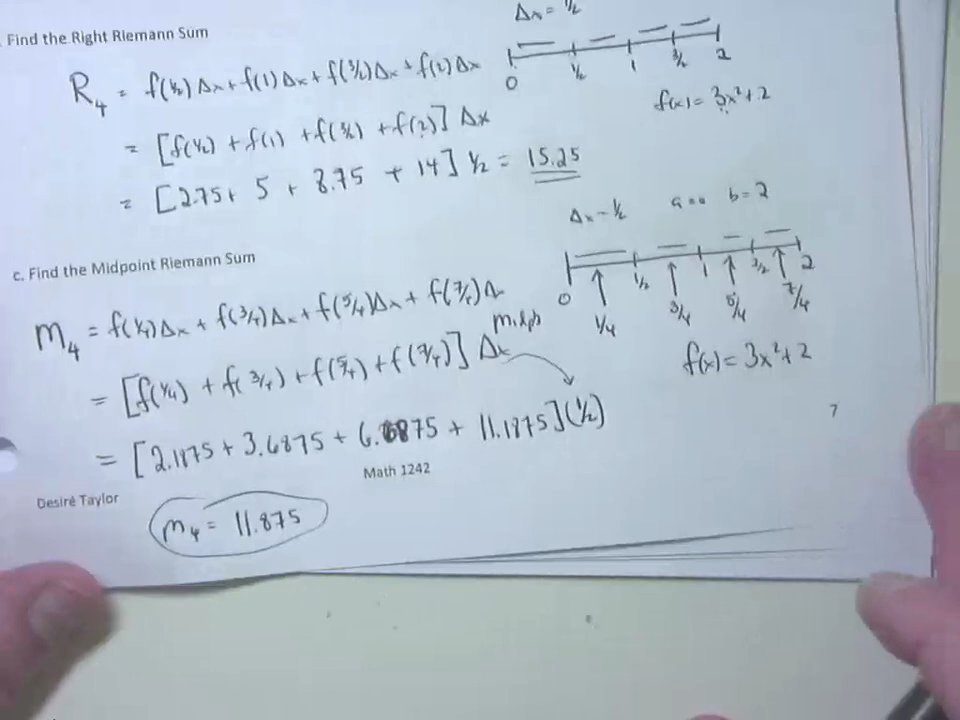 Find the Right Riemann Sum
Δx = 1/2
R4 = f(1/2)Δx + f(1)Δx + f(3/2)Δx + f(2)Δx
0 1/2 1 3/2 2
f(x) = 3x²+2
= [f(1/2) + f(1) + f(3/2) + f(2)] Δx
= [2.75 + 5 + 8.75 + 14] 1/2 = 15.25
Δx = 1/2 a=0 b=2
c. Find the Midpoint Riemann Sum
0 1/2 1 3/2 2
1/4 3/4 5/4 7/4
M4 = f(1/4)Δx + f(3/4)Δx + f(5/4)Δx + f(7/4)Δx
= [f(1/4) + f(3/4) + f(5/4) + f(7/4)] Δx
f(x) = 3x²+2
= [2.1875 + 3.6875 + 6.6875 + 11.1875](1/2)
7
Math 1242
Desiré Taylor
M4 = 11.875